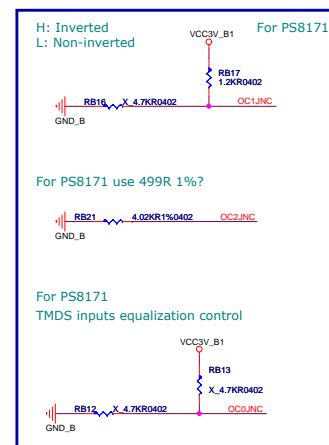 H: Inverted
L: Non-inverted
For PS8171
VCC3V_B1
RB17
1.2KR0402
RB16
X_4.7KR0402
OC1JNC
GND_B
For PS8171 use 499R 1%?
RB21
4.02KR1%0402
OC2JNC
GND_B
For PS8171
TMDS inputs equalization control
VCC3V_B1
RB13
X_4.7KR0402
RB12
X_4.7KR0402
OC0JNC
GND_B